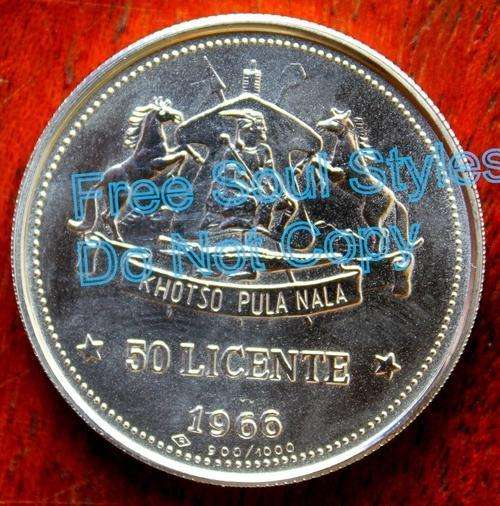 Free Soul Styles
Do Not Copy
KHOTSO PULA NALA
50 LICENTE
1966
900/1000